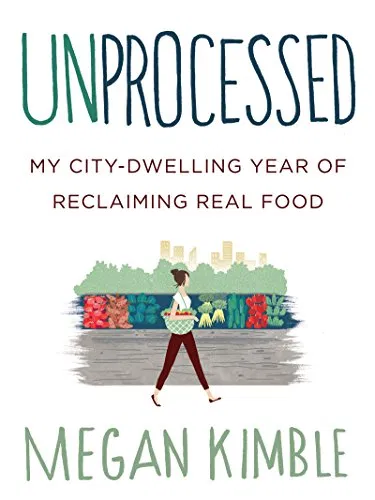 UNPROCESSED
MY CITY-DWELLING YEAR OF
RECLAIMING REAL FOOD
MEGAN KIMBLE